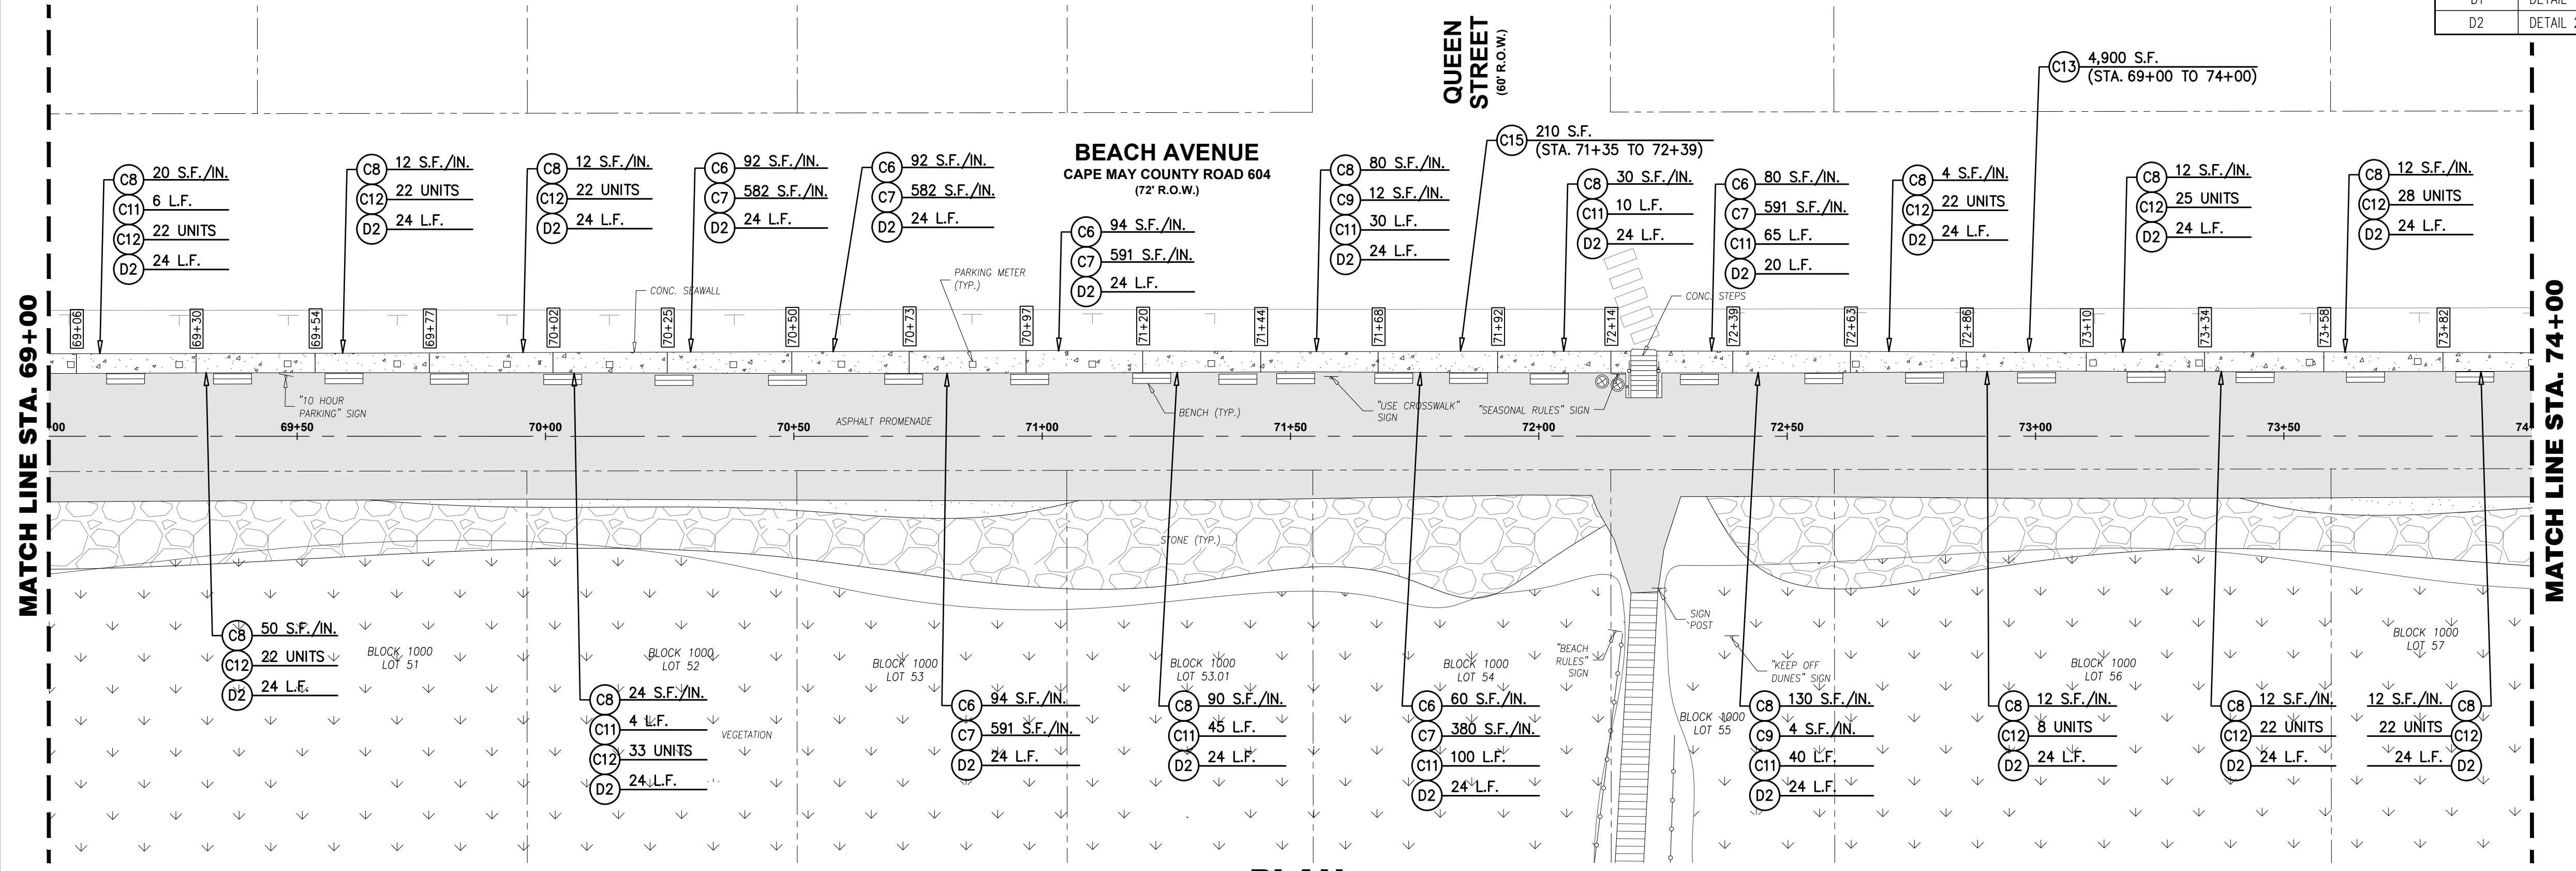 D2 DETAIL
QUEEN
STREET
(60' R.O.W.)
C13 4,900 S.F.
(STA. 69+00 TO 74+00)
C15 210 S.F.
(STA. 71+35 TO 72+39)
BEACH AVENUE
CAPE MAY COUNTY ROAD 604
(72' R.O.W.)
C8 20 S.F./IN.
C11 6 L.F.
C12 22 UNITS
D2 24 L.F.
C8 12 S.F./IN.
C12 22 UNITS
D2 24 L.F.
C8 12 S.F./IN.
C12 22 UNITS
D2 24 L.F.
C6 92 S.F./IN.
C7 582 S.F./IN.
D2 24 L.F.
C6 92 S.F./IN.
C7 582 S.F./IN.
D2 24 L.F.
C6 94 S.F./IN.
C7 591 S.F./IN.
D2 24 L.F.
C8 80 S.F./IN.
C9 12 S.F./IN.
C11 30 L.F.
D2 24 L.F.
C8 30 S.F./IN.
C11 10 L.F.
D2 24 L.F.
C6 80 S.F./IN.
C7 591 S.F./IN.
C11 65 L.F.
D2 20 L.F.
C8 4 S.F./IN.
C12 22 UNITS
D2 24 L.F.
C8 12 S.F./IN.
C12 25 UNITS
D2 24 L.F.
C8 12 S.F./IN.
C12 28 UNITS
D2 24 L.F.
CONC. SEAWALL
PARKING METER
(TYP.)
CONC. STEPS
MATCH LINE STA. 69+00
MATCH LINE STA. 74+00
69+06
69+30
69+54
69+77
70+02
70+25
70+50
70+73
70+97
71+20
71+44
71+68
71+92
72+14
72+39
72+63
72+86
73+10
73+34
73+58
73+82
"10 HOUR
PARKING" SIGN
ASPHALT PROMENADE
BENCH (TYP.)
"USE CROSSWALK"
SIGN
"SEASONAL RULES" SIGN
00 69+50 70+00 70+50 71+00 71+50 72+00 72+50 73+00 73+50 74
STONE (TYP.)
SIGN
POST
"BEACH
RULES"
SIGN
"KEEP OFF
DUNES" SIGN
BLOCK 1000
LOT 51
BLOCK 1000
LOT 52
BLOCK 1000
LOT 53
BLOCK 1000
LOT 53.01
BLOCK 1000
LOT 54
BLOCK 1000
LOT 55
BLOCK 1000
LOT 56
BLOCK 1000
LOT 57
VEGETATION
C8 50 S.F./IN.
C12 22 UNITS
D2 24 L.F.
C8 24 S.F./IN.
C11 4 L.F.
C12 33 UNITS
D2 24 L.F.
C6 94 S.F./IN.
C7 591 S.F./IN.
D2 24 L.F.
C8 90 S.F./IN.
C11 45 L.F.
D2 24 L.F.
C6 60 S.F./IN.
C7 380 S.F./IN.
C11 100 L.F.
D2 24 L.F.
C8 130 S.F./IN.
C9 4 S.F./IN.
C11 40 L.F.
D2 24 L.F.
C8 12 S.F./IN.
C12 8 UNITS
D2 24 L.F.
C8 12 S.F./IN.
C12 22 UNITS
D2 24 L.F.
12 S.F./IN. C8
22 UNITS C12
24 L.F. D2